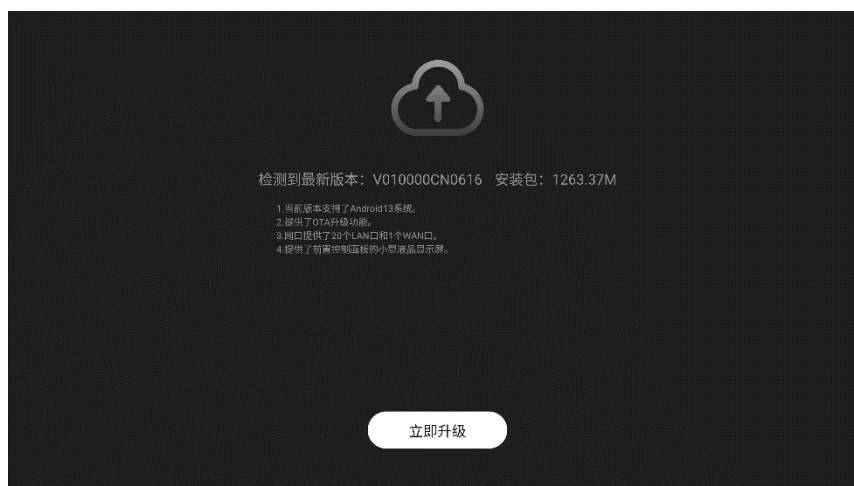 检测到最新版本：V010000CN0616 安装包：1263.37M
1.当前版本支持了Android13系统。
2.提供了OTA升级功能。
3.网口提供了20个LAN口和1个WAN口。
4.提供了前置控制面板的小型液晶显示屏。
立即升级